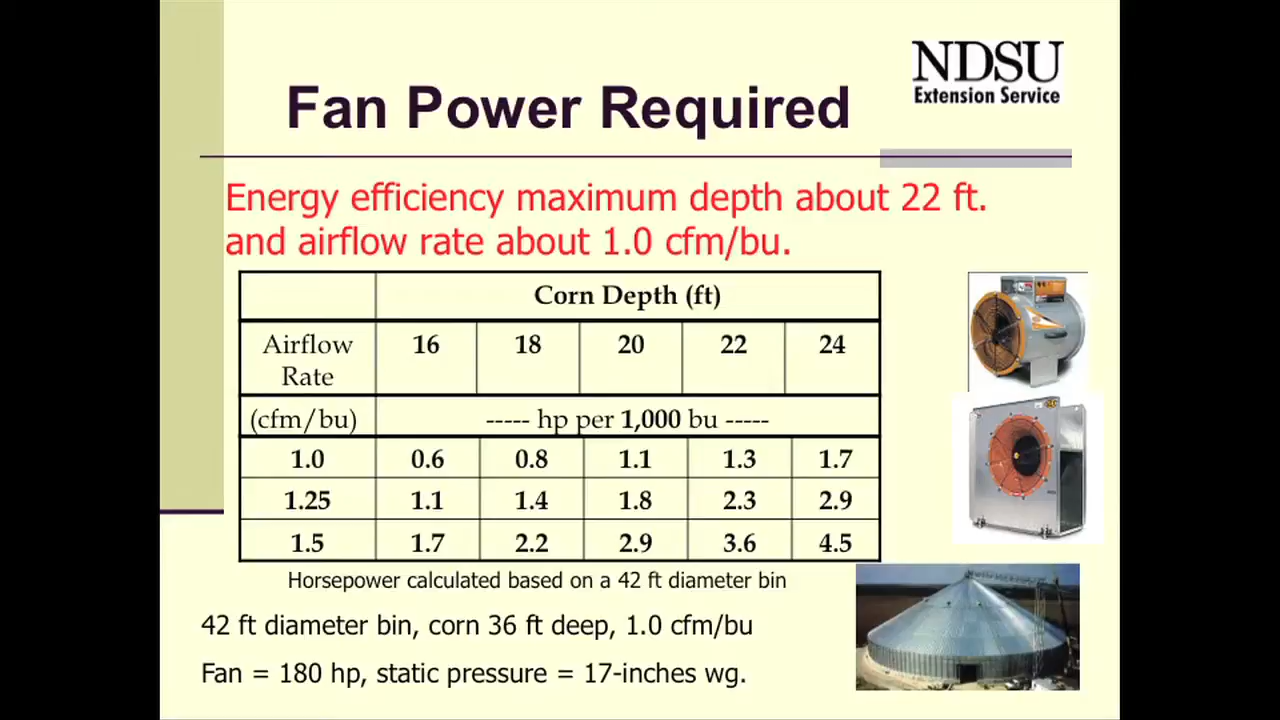 NDSU
Extension Service
Fan Power Required
Energy efficiency maximum depth about 22 ft.
and airflow rate about 1.0 cfm/bu.
Corn Depth (ft)
Airflow Rate 16 18 20 22 24
(cfm/bu) ----- hp per 1,000 bu -----
1.0 0.6 0.8 1.1 1.3 1.7
1.25 1.1 1.4 1.8 2.3 2.9
1.5 1.7 2.2 2.9 3.6 4.5
Horsepower calculated based on a 42 ft diameter bin
42 ft diameter bin, corn 36 ft deep, 1.0 cfm/bu
Fan = 180 hp, static pressure = 17-inches wg.